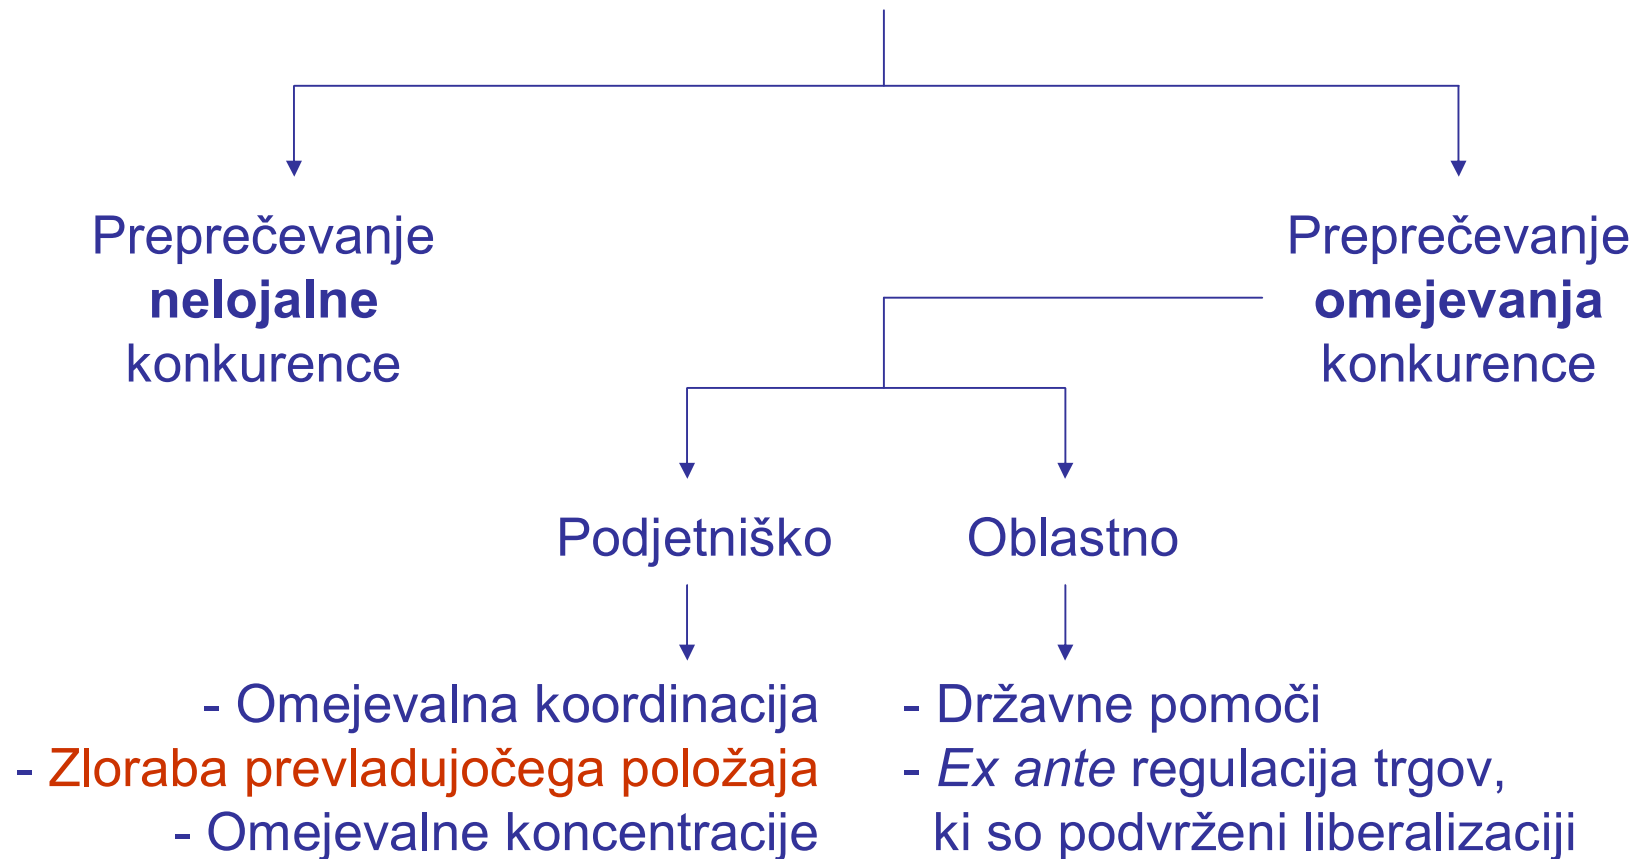 Preprečevanje
nelojalne
konkurence
Preprečevanje
omejevanja
konkurence
Podjetniško
Oblastno
- Omejevalna koordinacija
- Zloraba prevladujočega položaja
- Omejevalne koncentracije
- Državne pomoči
- Ex ante regulacija trgov,
ki so podvrženi liberalizaciji